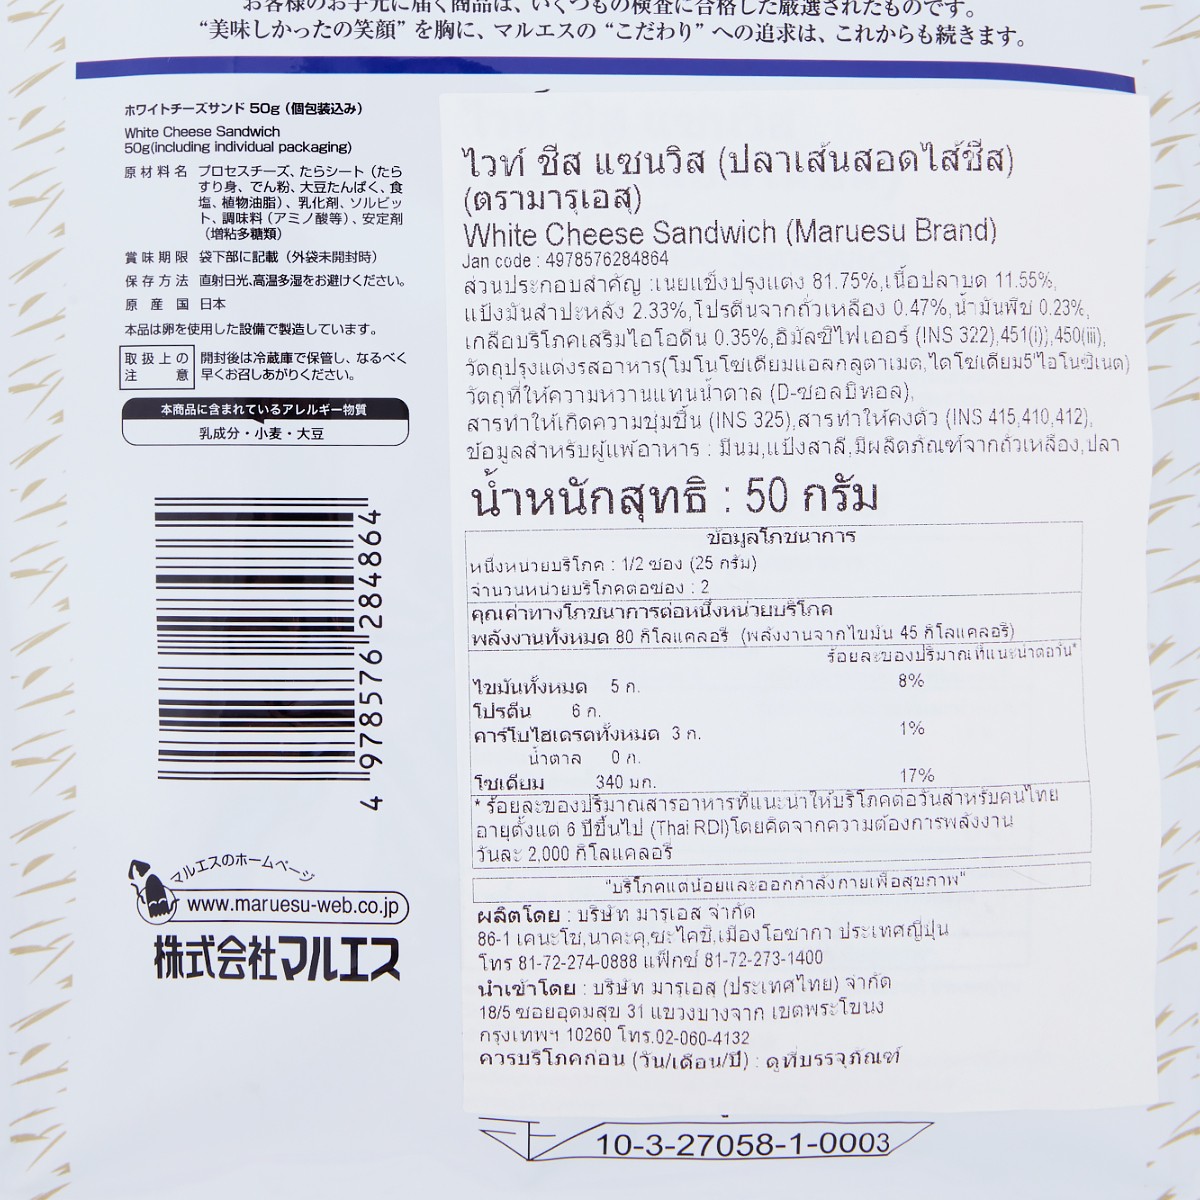 お客様のお手元に届く商品は、いくつもの検査に合格した厳選されたものです。
“美味しかったの笑顔” を胸に、マルエスの “こだわり” への追求は、これからも続きます。
ホワイトチーズサンド 50g (個包装込み)
White Cheese Sandwich
50g(including individual packaging)
原材料名 プロセスチーズ、たらシート（たら
すり身、でん粉、大豆たんぱく、食
塩、植物油脂）、乳化剤、ソルビッ
ト、調味料（アミノ酸等）、安定剤
（増粘多糖類）
賞味期限 袋下部に記載（外袋未開封時）
保存方法 直射日光、高温多湿をお避けください。
原産国 日本
本品は卵を使用した設備で製造しています。
取扱上の注意 開封後は冷蔵庫で保管し、なるべく
早くお召しあがりください。
本商品に含まれているアレルギー物質
乳成分・小麦・大豆
4 978576 284864
マルエスのホームページ
www.maruesu-web.co.jp
株式会社マルエス
ไวท์ ชีส แซนวิส (ปลาเส้นสอดไส้ชีส)
(ตรามารุเอสุ)
White Cheese Sandwich (Maruesu Brand)
Jan code : 4978576284864
ส่วนประกอบสำคัญ :เนยแข็งปรุงแต่ง 81.75%,เนื้อปลาบด 11.55%,
แป้งมันสำปะหลัง 2.33%,โปรตีนจากถั่วเหลือง 0.47%,น้ำมันพืช 0.23%,
เกลือบริโภคเสริมไอโอดีน 0.35%,อิมัลซิไฟเออร์ (INS 322),451(i)),450(iii),
วัตถุปรุงแต่งรสอาหาร(โมโนโซเดียมแอลกลูตาเมต,ไดโซเดียม5'ไอโนซิเนต)
วัตถุที่ให้ความหวานแทนน้ำตาล (D-ซอลบิทอล),
สารทำให้เกิดความชุ่มชื้น (INS 325),สารทำให้คงตัว (INS 415,410,412),
ข้อมูลสำหรับผู้แพ้อาหาร : มีนม,แป้งสาลี,มีผลิตภัณฑ์จากถั่วเหลือง,ปลา
น้ำหนักสุทธิ : 50 กรัม
ข้อมูลโภชนาการ
หนึ่งหน่วยบริโภค : 1/2 ซอง (25 กรัม)
จำนวนหน่วยบริโภคต่อซอง : 2
คุณค่าทางโภชนาการต่อหนึ่งหน่วยบริโภค
พลังงานทั้งหมด 80 กิโลแคลอรี (พลังงานจากไขมัน 45 กิโลแคลอรี)
ร้อยละของปริมาณที่แนะนำต่อวัน*
ไขมันทั้งหมด 5 ก. 8%
โปรตีน 6 ก.
คาร์โบไฮเดรตทั้งหมด 3 ก. 1%
น้ำตาล 0 ก.
โซเดียม 340 มก. 17%
* ร้อยละของปริมาณสารอาหารที่แนะนำให้บริโภคต่อวันสำหรับคนไทย
อายุตั้งแต่ 6 ปีขึ้นไป (Thai RDI)โดยคิดจากความต้องการพลังงาน
วันละ 2,000 กิโลแคลอรี
"บริโภคแต่น้อยและออกกำลังกายเพื่อสุขภาพ"
ผลิตโดย : บริษัท มารุเอส จำกัด
86-1 เคนะโช,นาคะคุ,ซะไคชิ,เมืองโอซากา ประเทศญี่ปุ่น
โทร 81-72-274-0888 แฟ็กซ์ 81-72-273-1400
นำเข้าโดย : บริษัท มารุเอสุ (ประเทศไทย) จำกัด
18/5 ซอยอุดมสุข 31 แขวงบางจาก เขตพระโขนง
กรุงเทพฯ 10260 โทร.02-060-4132
ควรบริโภคก่อน (วัน/เดือน/ปี) : ดูที่บรรจุภัณฑ์
10-3-27058-1-0003